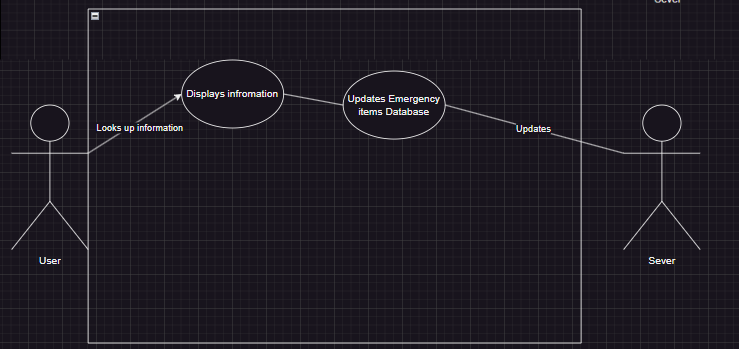 Displays infromation
Updates Emergency
items Database
Looks up information
Updates
User
Sever